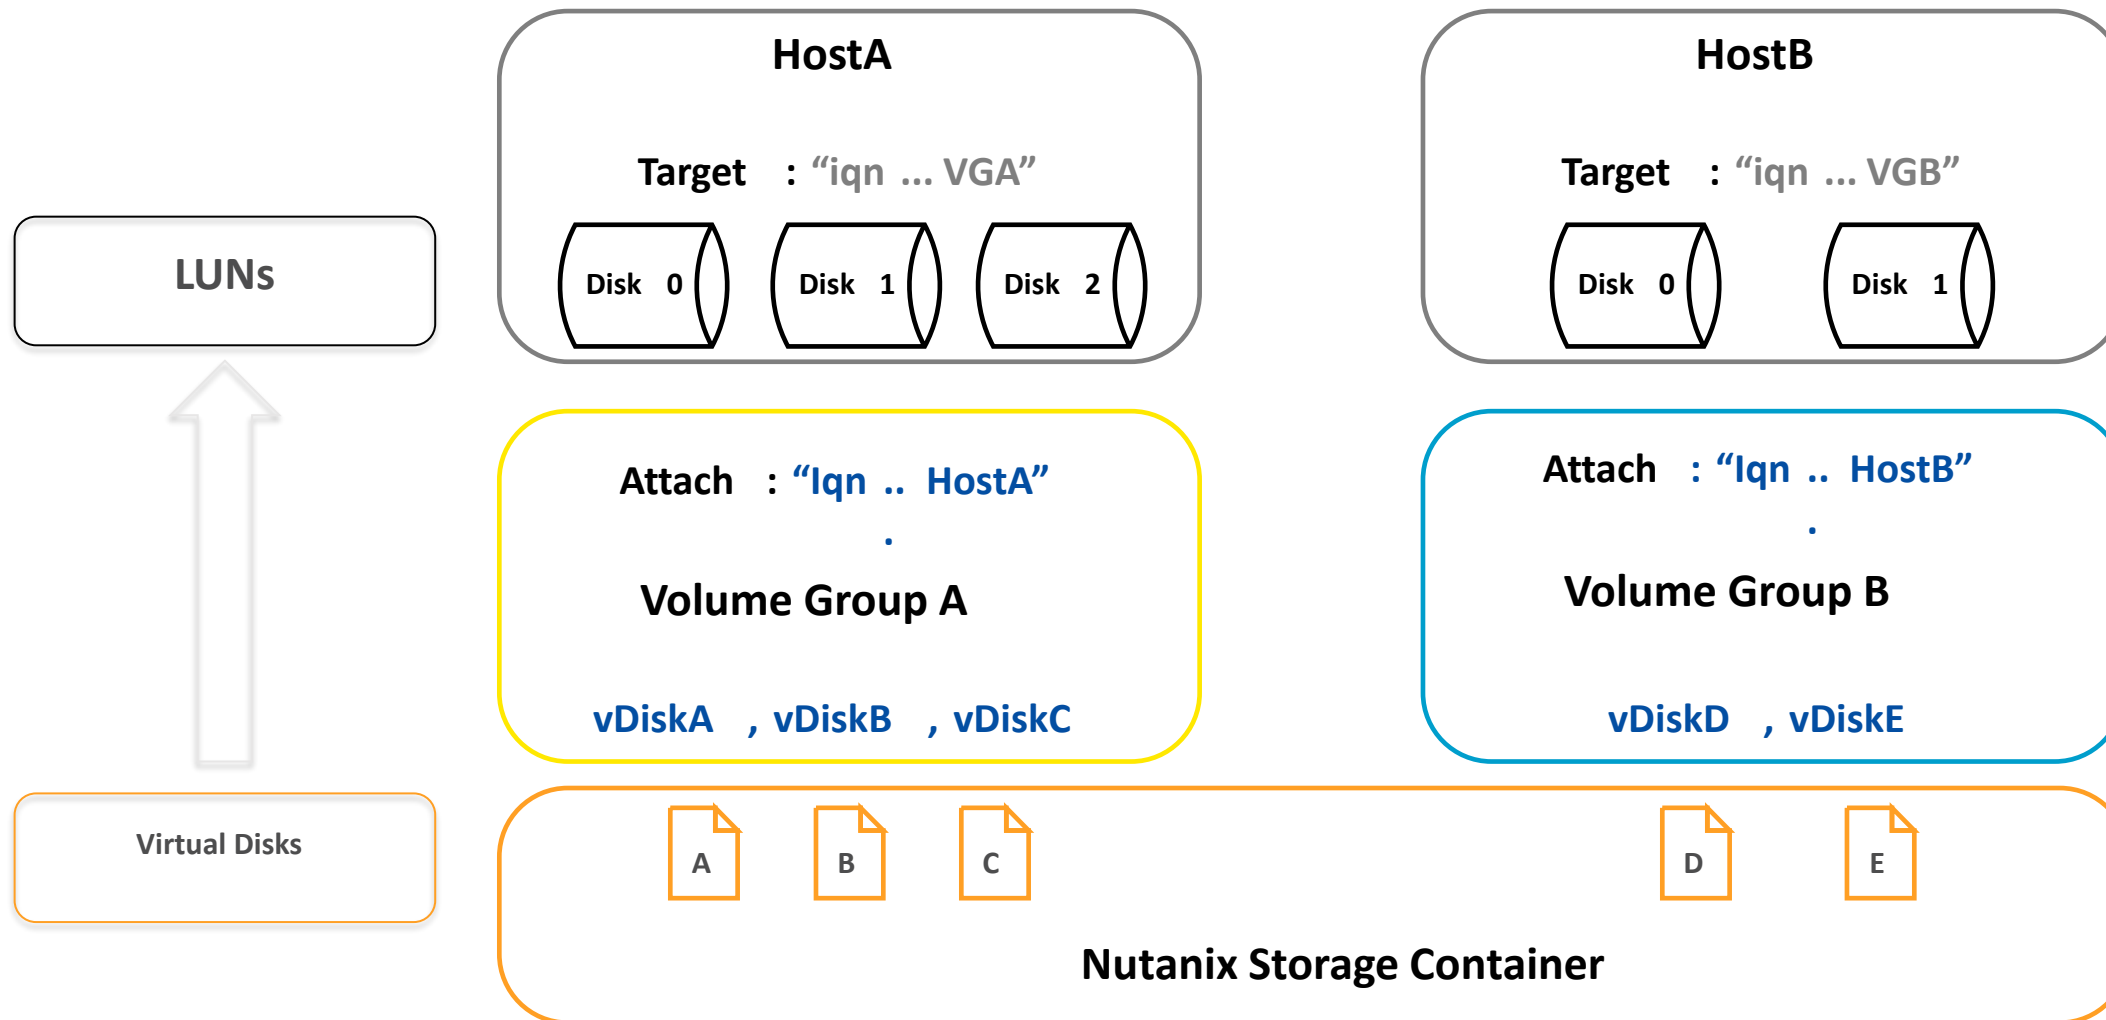 HostA
Target : “iqn ... VGA”
Disk 0
Disk 1
Disk 2
HostB
Target : “iqn ... VGB”
Disk 0
Disk 1
LUNs
Attach : “Iqn .. HostA”
.
Volume Group A
vDiskA , vDiskB , vDiskC
Attach : “Iqn .. HostB”
.
Volume Group B
vDiskD , vDiskE
Virtual Disks
A
B
C
D
E
Nutanix Storage Container